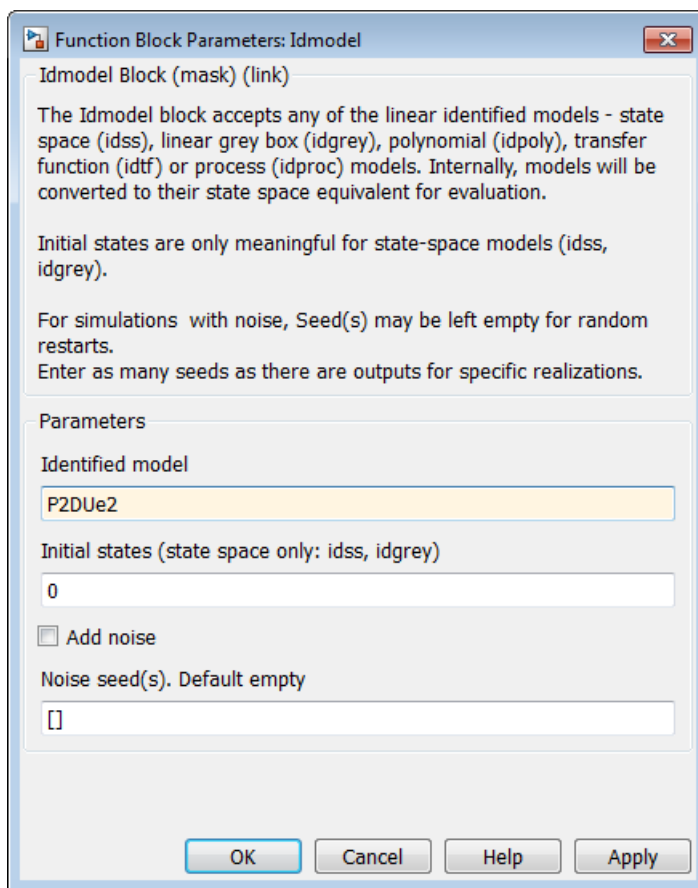 Function Block Parameters: Idmodel
Idmodel Block (mask) (link)
The Idmodel block accepts any of the linear identified models - state
space (idss), linear grey box (idgrey), polynomial (idpoly), transfer
function (idtf) or process (idproc) models. Internally, models will be
converted to their state space equivalent for evaluation.
Initial states are only meaningful for state-space models (idss,
idgrey).
For simulations  with noise, Seed(s) may be left empty for random
restarts.
Enter as many seeds as there are outputs for specific realizations.
Parameters
Identified model
P2DUe2
Initial states (state space only: idss, idgrey)
0
Add noise
Noise seed(s). Default empty
[]
OK Cancel Help Apply